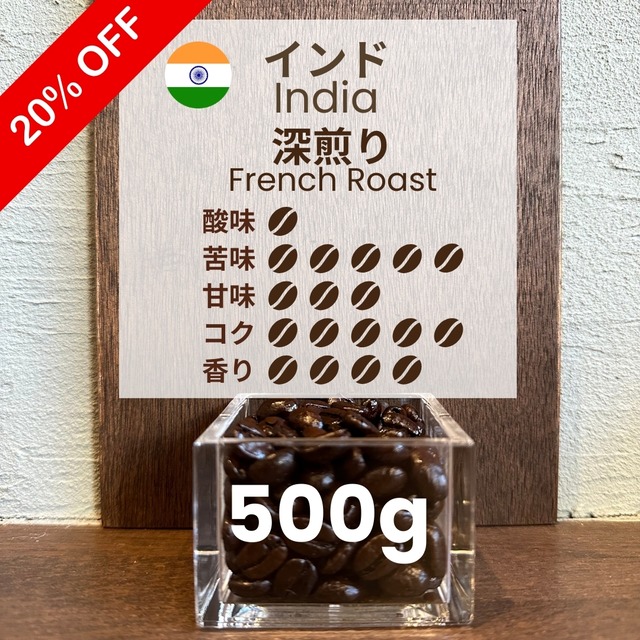 20% OFF
インド
India
深煎り
French Roast
酸味
苦味
甘味
コク
香り
500g